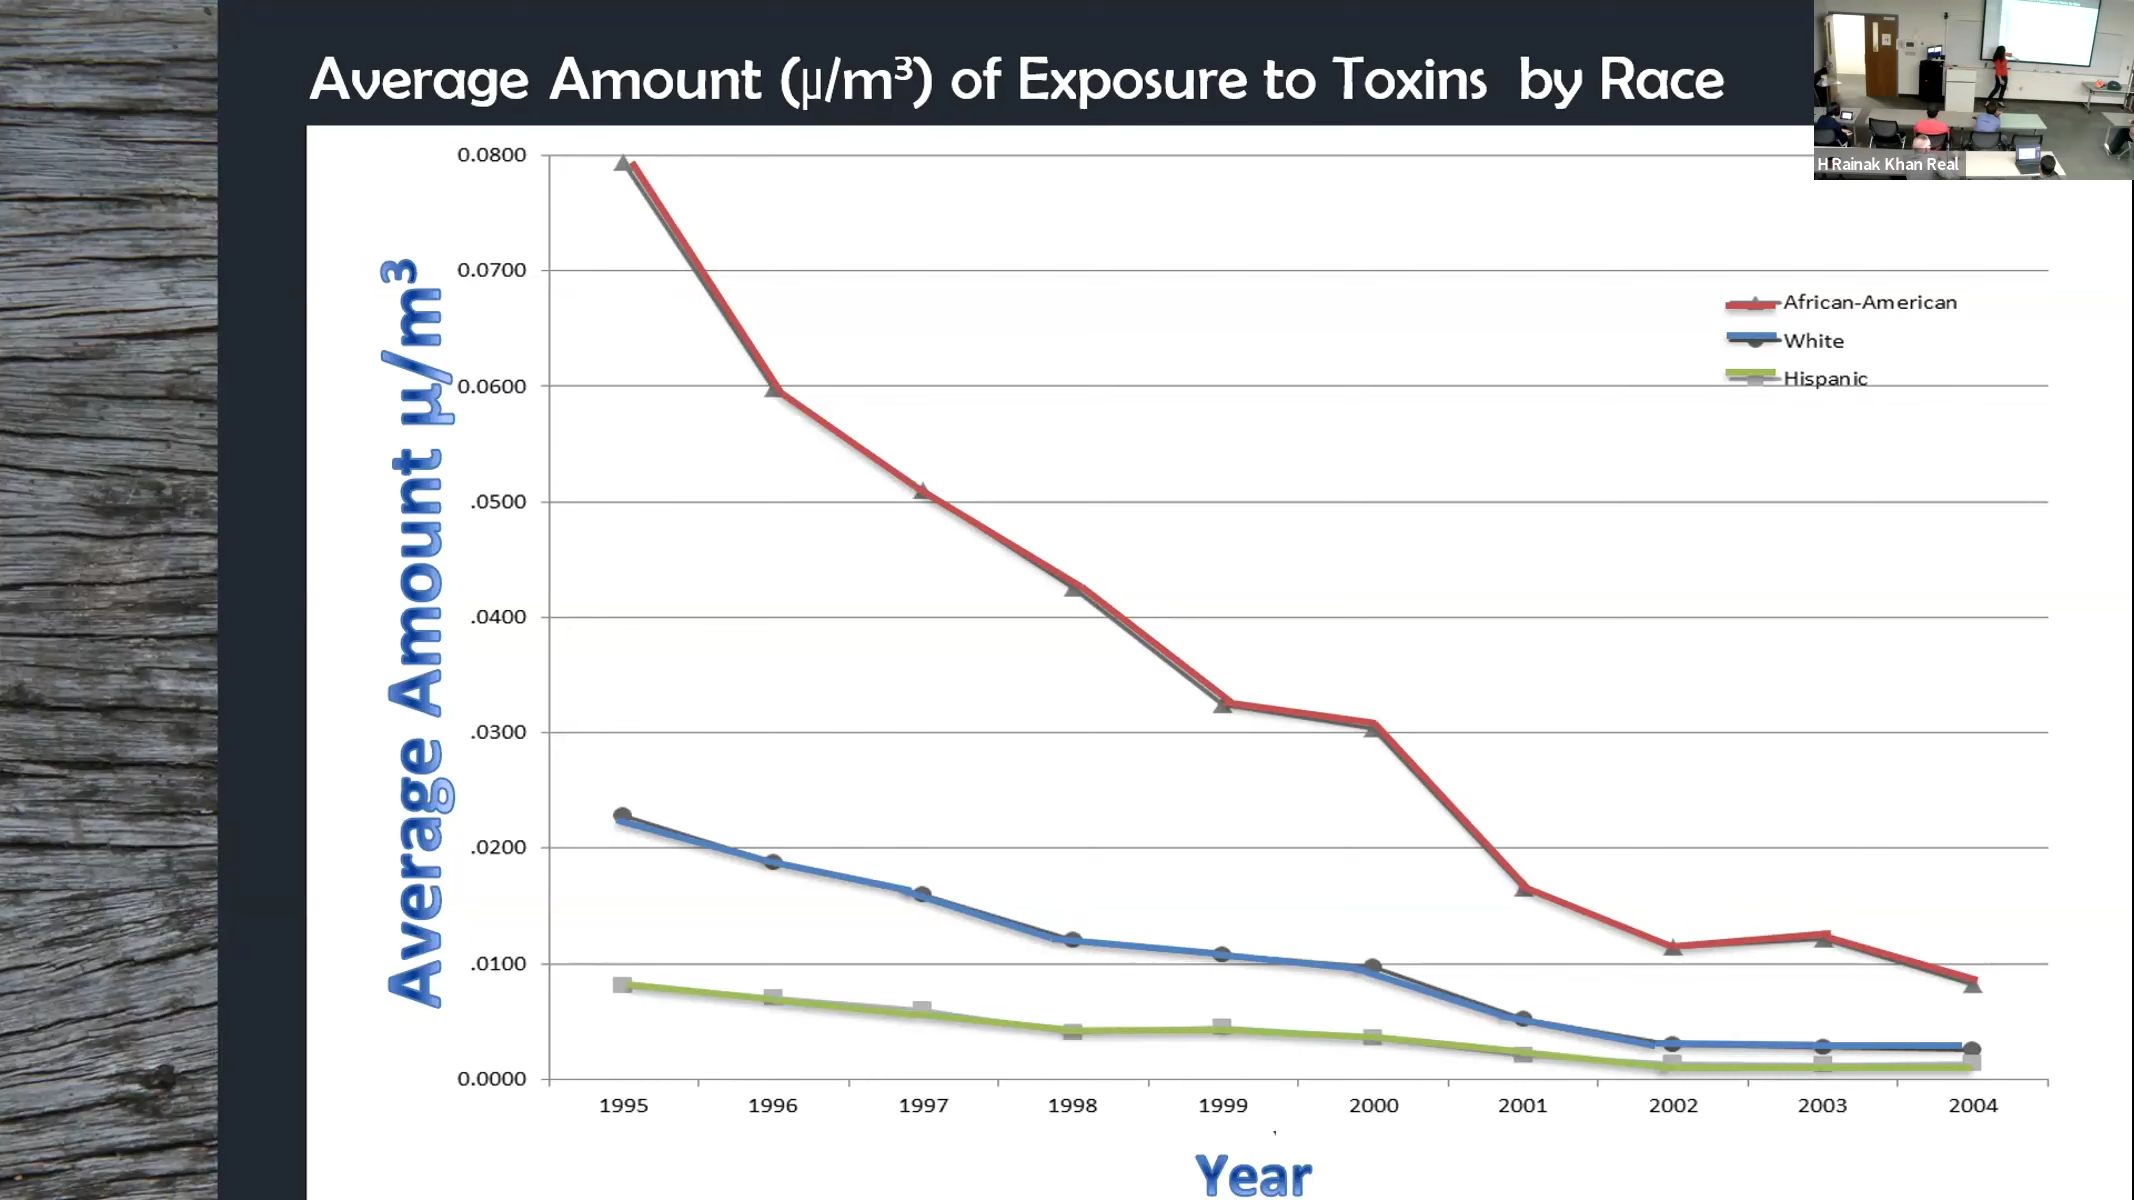 Average Amount (µ/m³) of Exposure to Toxins by Race
H Rainak Khan Real
0.0800
0.0700
0.0600
.0500
.0400
.0300
.0200
.0100
0.0000
Average Amount µ/m³
African-American
White
Hispanic
1995 1996 1997 1998 1999 2000 2001 2002 2003 2004
Year